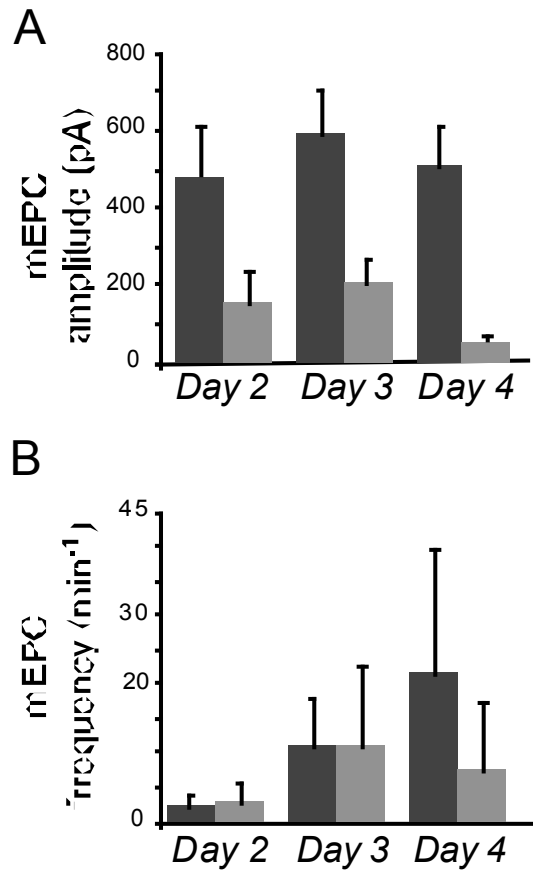 A
800
600
400
200
0
mEPC
amplitude (pA)
Day 2 Day 3 Day 4
B
45
30
20
0
mEPC
frequency (min⁻¹)
Day 2 Day 3 Day 4